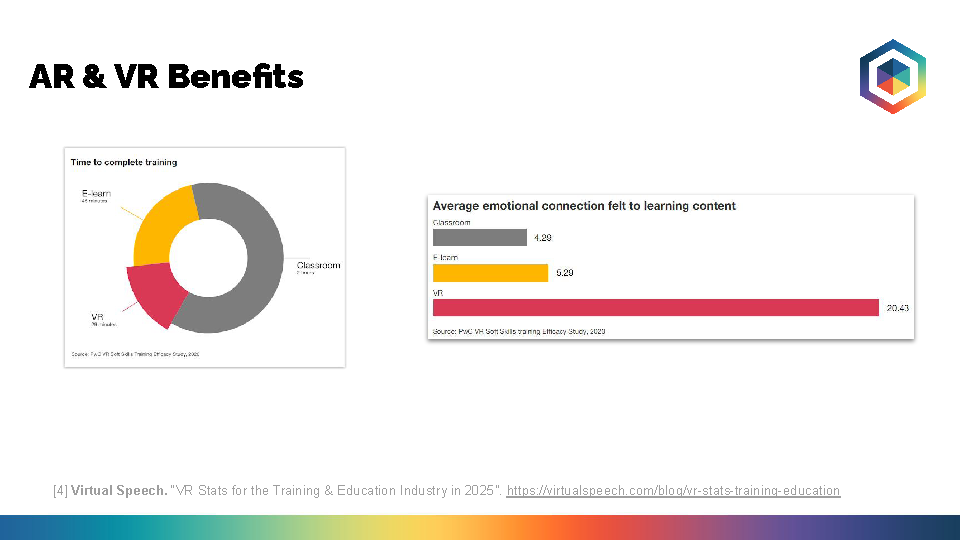 AR & VR Benefits
Time to complete training
E-learn
45 minutes
Classroom
2 hours
VR
minutes
Source: PwC VR Soft Skills Training Efficacy Study, 2020
Average emotional connection felt to learning content
Classroom
4.29
E-learn
5.29
VR
20.43
Source: PwC VR Soft Skills training Efficacy Study, 2020
[4] Virtual Speech. "VR Stats for the Training & Education Industry in 2025". https://virtualspeech.com/blog/vr-stats-training-education